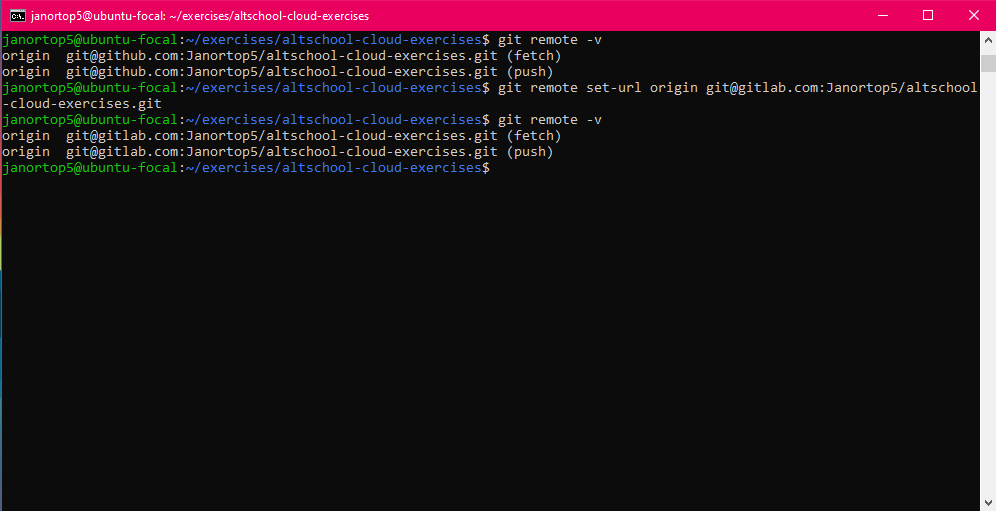 janortop5@ubuntu-focal: ~/exercises/altschool-cloud-exercises
janortop5@ubuntu-focal:~/exercises/altschool-cloud-exercises$ git remote -v
origin  git@github.com:Janortop5/altschool-cloud-exercises.git (fetch)
origin  git@github.com:Janortop5/altschool-cloud-exercises.git (push)
janortop5@ubuntu-focal:~/exercises/altschool-cloud-exercises$ git remote set-url origin git@gitlab.com:Janortop5/altschool
-cloud-exercises.git
janortop5@ubuntu-focal:~/exercises/altschool-cloud-exercises$ git remote -v
origin  git@gitlab.com:Janortop5/altschool-cloud-exercises.git (fetch)
origin  git@gitlab.com:Janortop5/altschool-cloud-exercises.git (push)
janortop5@ubuntu-focal:~/exercises/altschool-cloud-exercises$